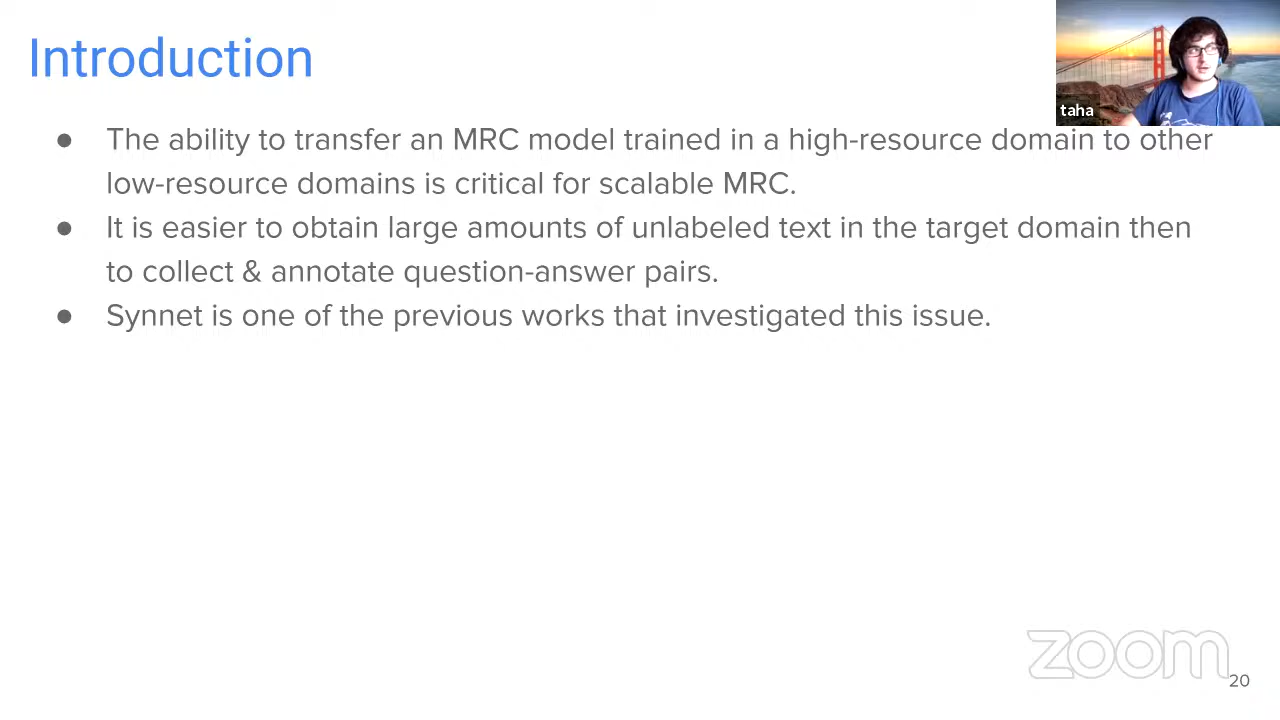 Introduction
taha
● The ability to transfer an MRC model trained in a high-resource domain to other
low-resource domains is critical for scalable MRC.
● It is easier to obtain large amounts of unlabeled text in the target domain then
to collect & annotate question-answer pairs.
● Synnet is one of the previous works that investigated this issue.
zoom
20